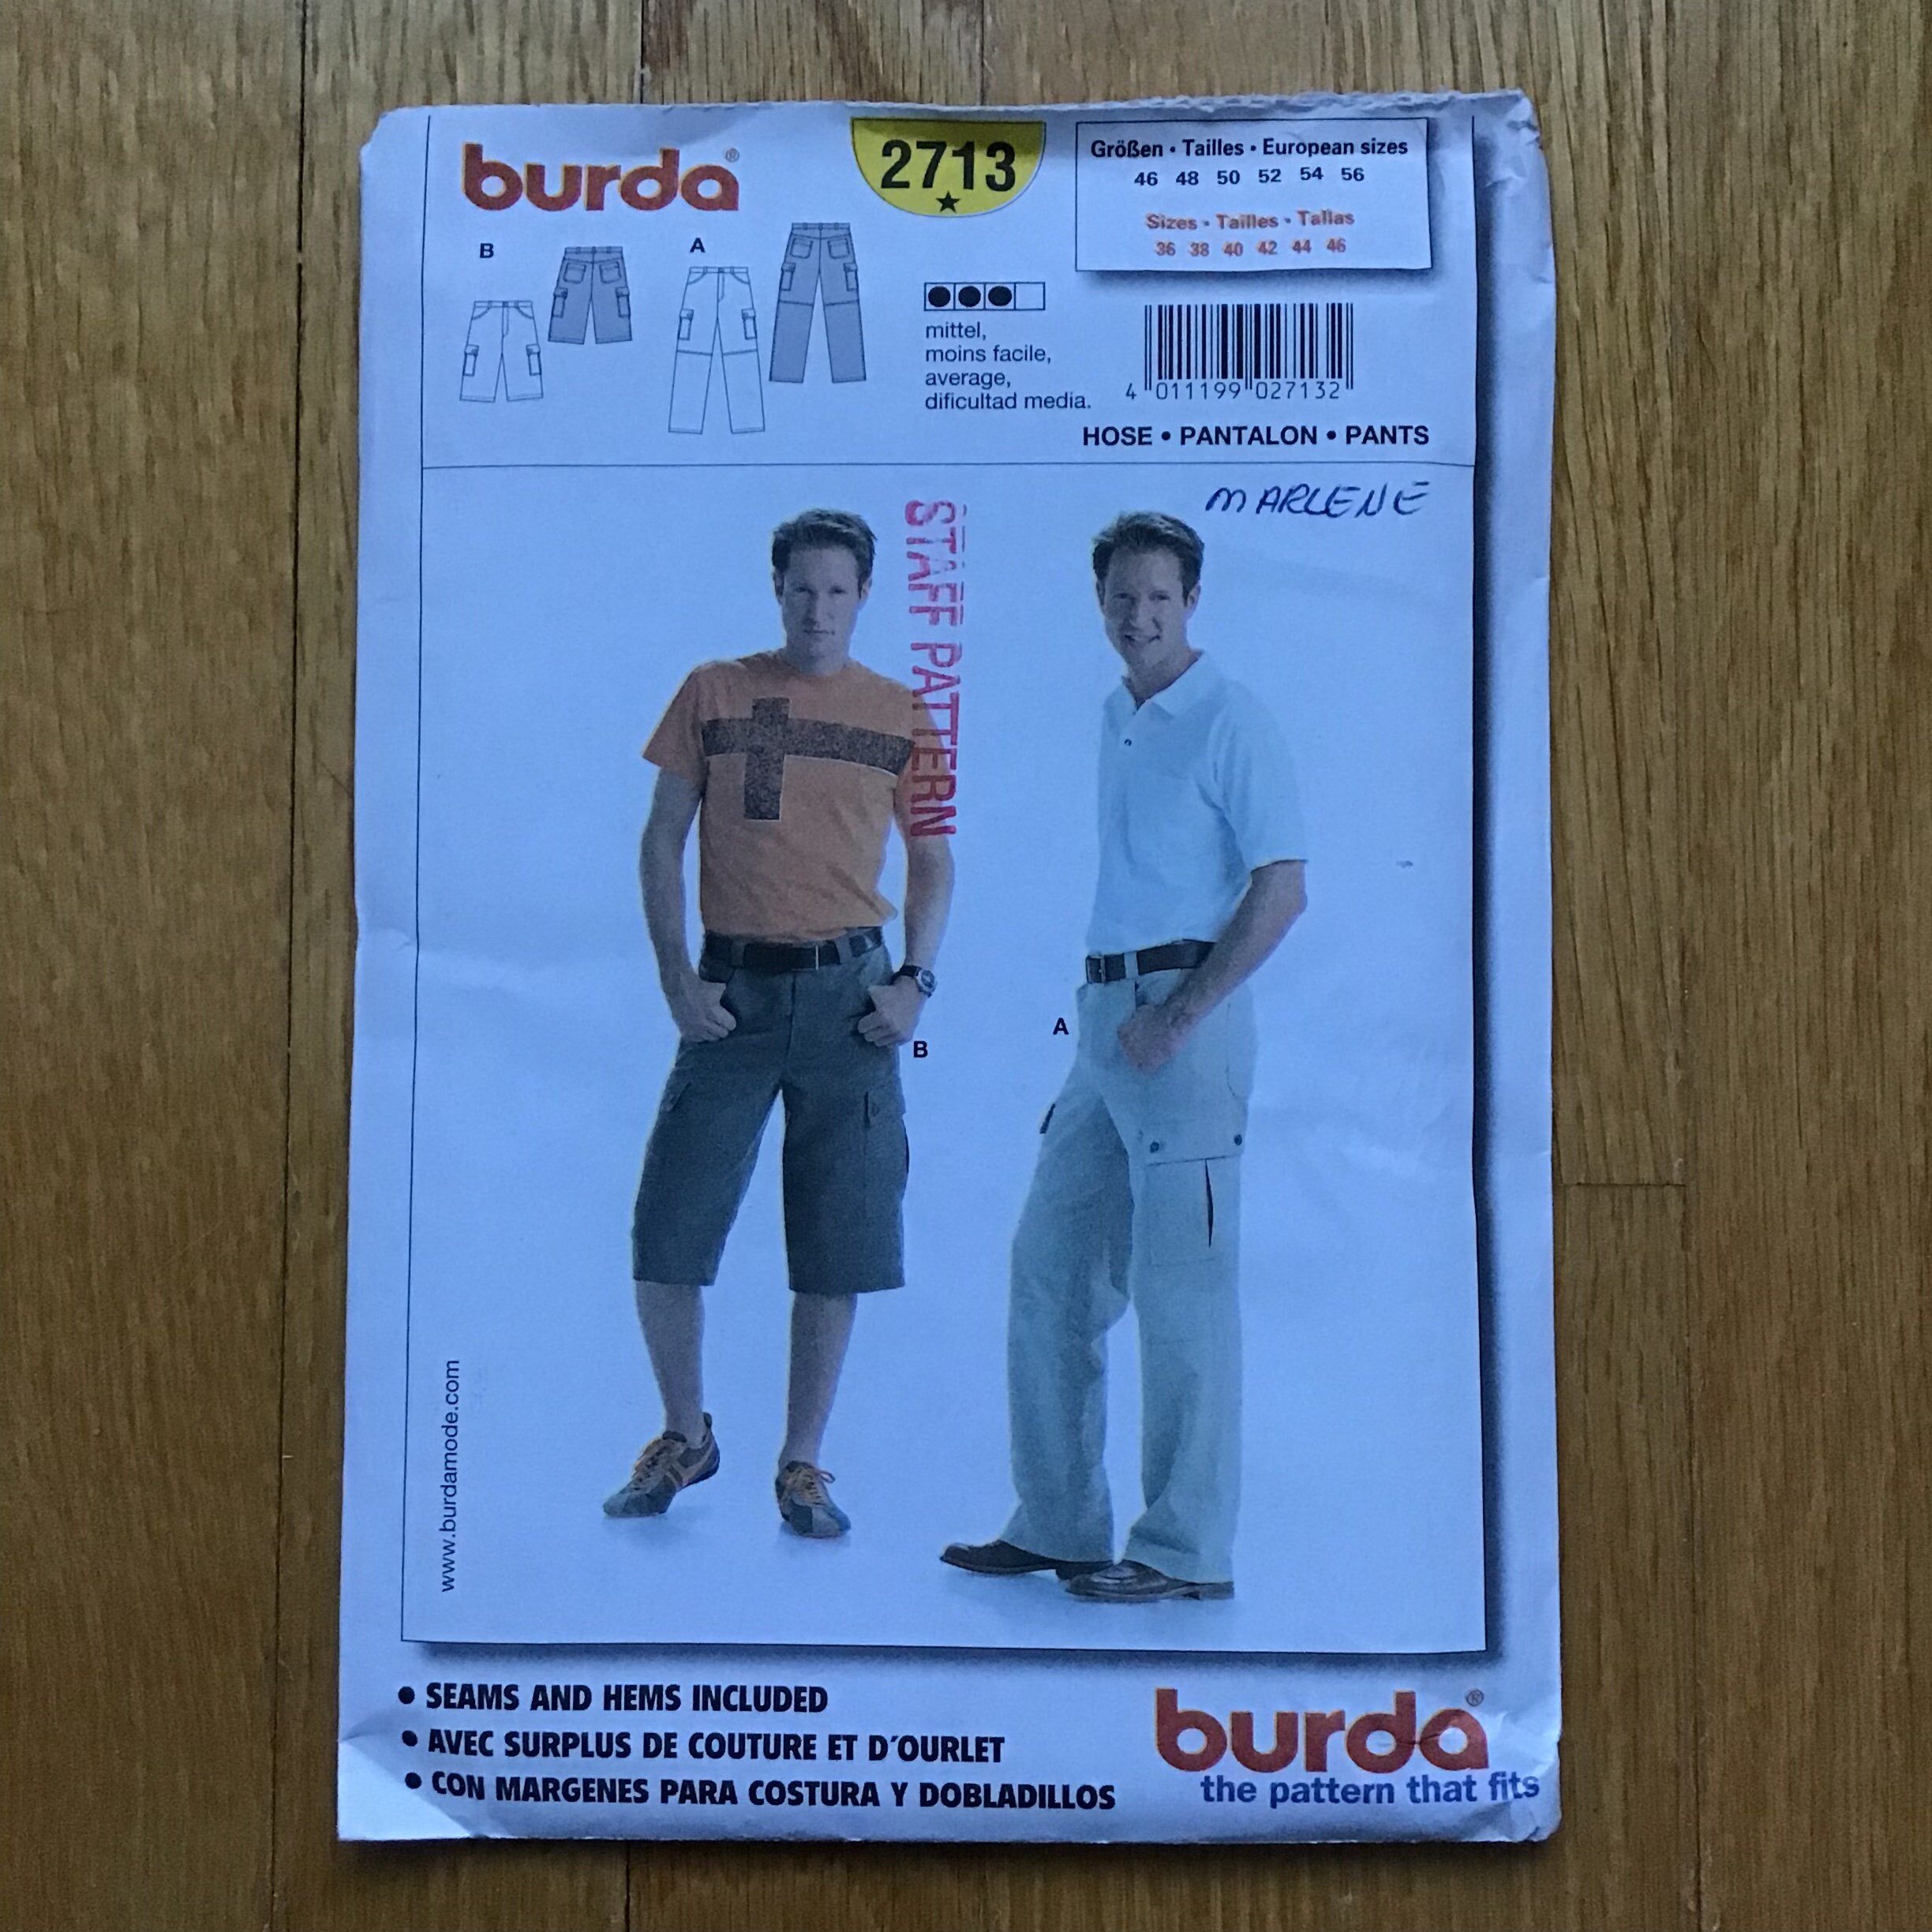 burda®
2713
★
Größen • Tailles • European sizes
46 48 50 52 54 56
Sizes • Tailles • Tallas
36 38 40 42 44 46
B
A
mittel,
moins facile,
average,
dificultad media.
4 011199 027132
HOSE • PANTALON • PANTS
MARLENE
STAFF PATTERN
B
A
www.burdamode.com
• SEAMS AND HEMS INCLUDED
• AVEC SURPLUS DE COUTURE ET D'OURLET
• CON MARGENES PARA COSTURA Y DOBLADILLOS
burda®
the pattern that fits